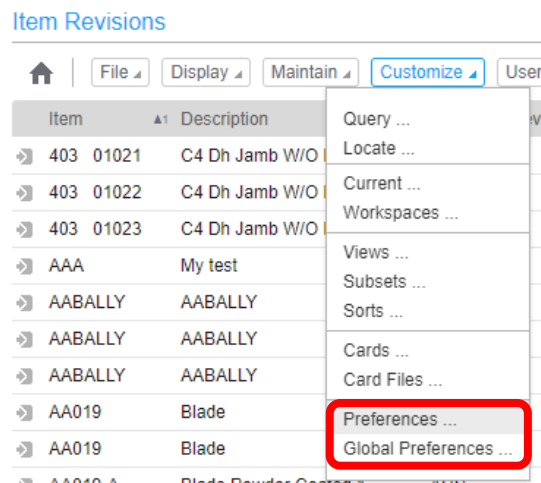 Item Revisions
File Display Maintain Customize User
Item ▲1 Description
403 01021 C4 Dh Jamb W/O
403 01022 C4 Dh Jamb W/O
403 01023 C4 Dh Jamb W/O
AAA My test
AABALLY AABALLY
AABALLY AABALLY
AABALLY AABALLY
AA019 Blade
AA019 Blade
Query ...
Locate ...
Current ...
Workspaces ...
Views ...
Subsets ...
Sorts ...
Cards ...
Card Files ...
Preferences ...
Global Preferences ...